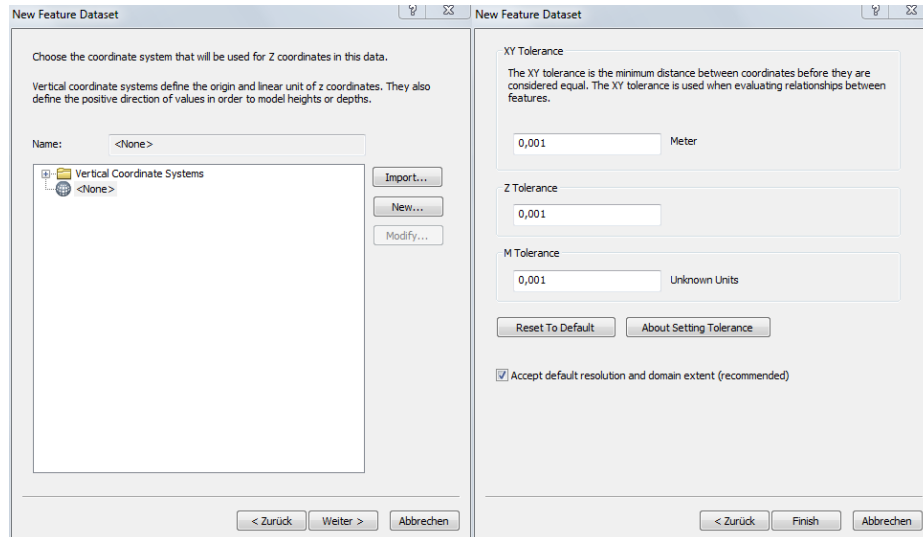 New Feature Dataset
Choose the coordinate system that will be used for Z coordinates in this data.
Vertical coordinate systems define the origin and linear unit of z coordinates. They also
define the positive direction of values in order to model heights or depths.
Name: <None>
Vertical Coordinate Systems
<None>
Import...
New...
Modify...
< Zurück Weiter > Abbrechen
New Feature Dataset
XY Tolerance
The XY tolerance is the minimum distance between coordinates before they are
considered equal. The XY tolerance is used when evaluating relationships between
features.
0,001 Meter
Z Tolerance
0,001
M Tolerance
0,001 Unknown Units
Reset To Default About Setting Tolerance
Accept default resolution and domain extent (recommended)
< Zurück Finish Abbrechen